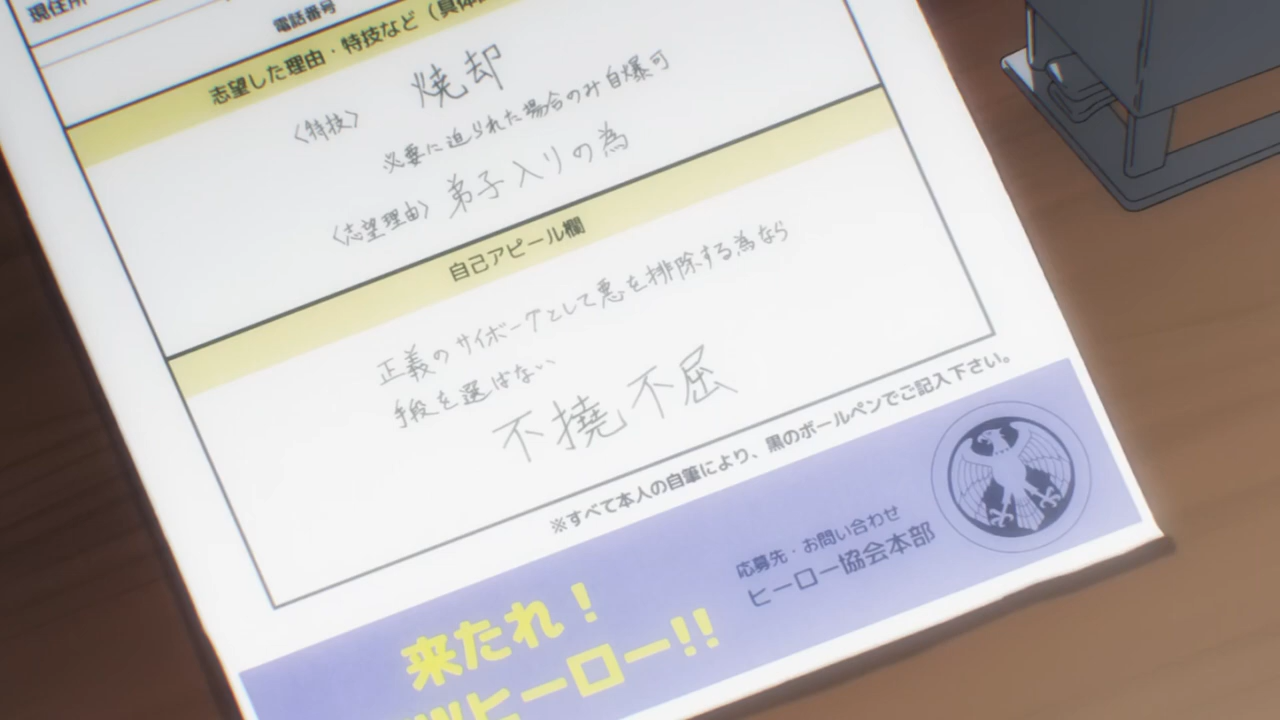 現住所
電話番号
志望した理由・特技など（具体
〈特技〉 焼却
必要に迫られた場合のみ自爆可
〈志望理由〉 弟子入りの為
自己アピール欄
正義のサイボーグとして悪を排除する為なら
手段を選ばない
不撓不屈
※すべて本人の自筆により、黒のボールペンでご記入下さい。
応募先・お問い合わせ
ヒーロー協会本部
来たれ！
ヒーロー!!